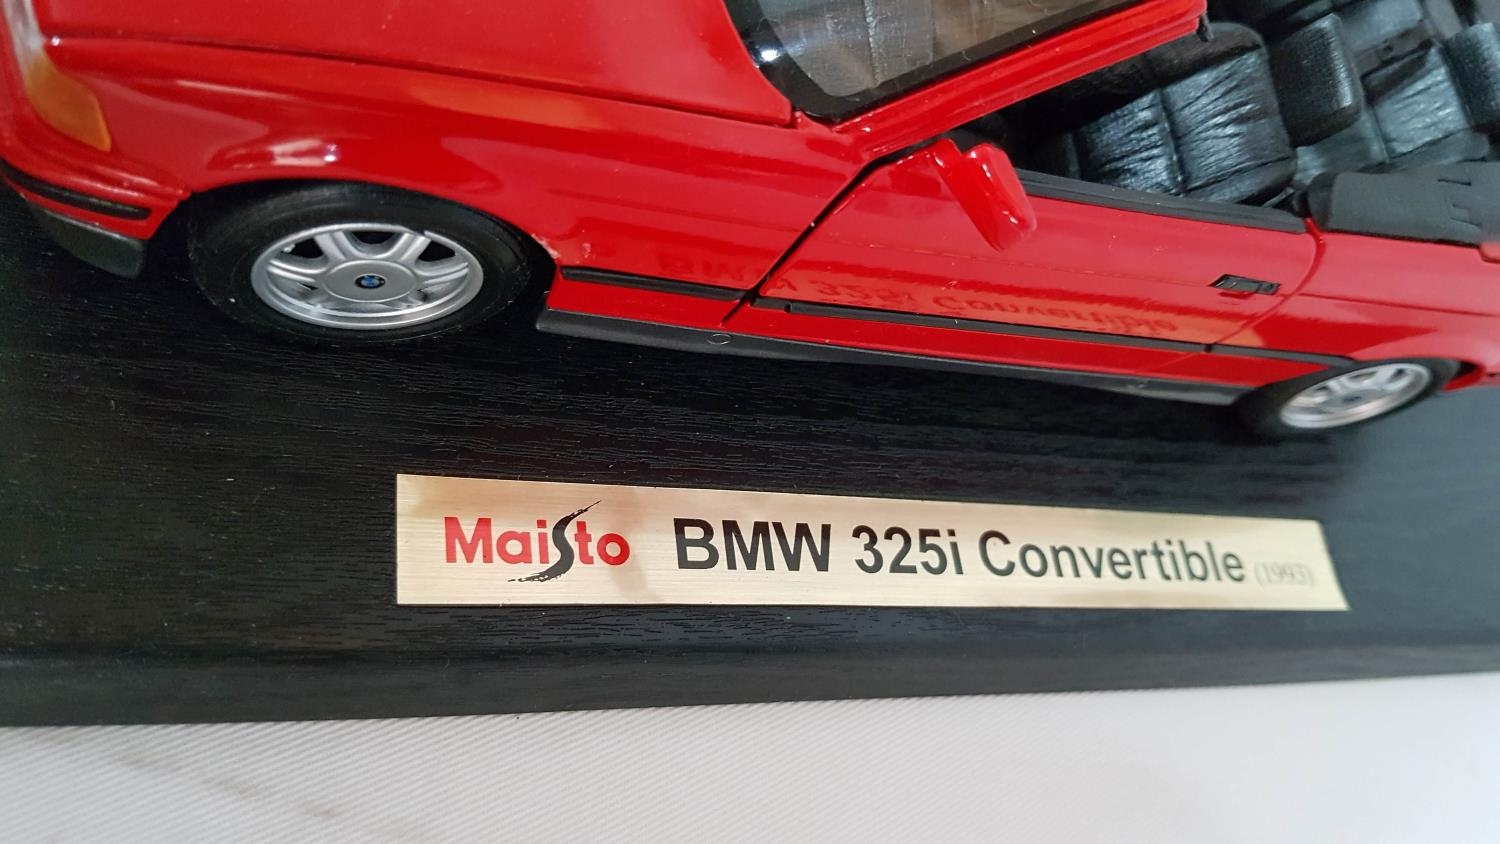 Maisto BMW 325i Convertible (1993)